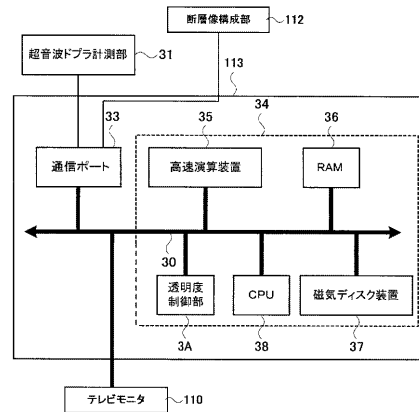 断層像構成部
112
超音波ドプラ計測部
31
113
33
35
34
36
通信ポート
高速演算装置
RAM
30
透明度
制御部
CPU
磁気ディスク装置
3A
38
37
テレビモニタ
110